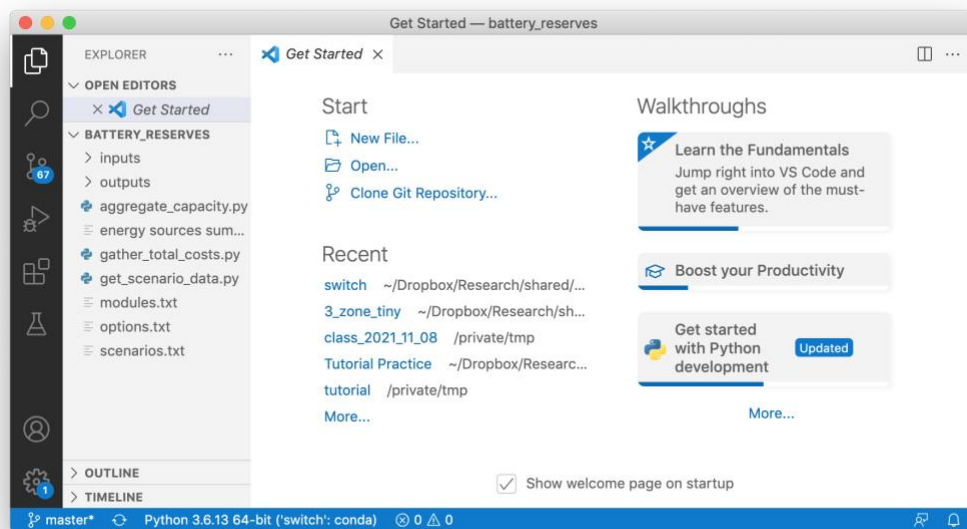 Get Started — battery_reserves
EXPLORER
Get Started
OPEN EDITORS
Get Started
BATTERY_RESERVES
inputs
outputs
aggregate_capacity.py
energy sources sum...
gather_total_costs.py
get_scenario_data.py
modules.txt
options.txt
scenarios.txt
OUTLINE
TIMELINE
67
1
Start
New File...
Open...
Clone Git Repository...
Recent
switch ~/Dropbox/Research/shared/...
3_zone_tiny ~/Dropbox/Research/sh...
class_2021_11_08 /private/tmp
Tutorial Practice ~/Dropbox/Researc...
tutorial /private/tmp
More...
Walkthroughs
Learn the Fundamentals
Jump right into VS Code and
get an overview of the must-
have features.
Boost your Productivity
Get started
with Python
development
Updated
More...
Show welcome page on startup
master* Python 3.6.13 64-bit ('switch': conda) 0 0